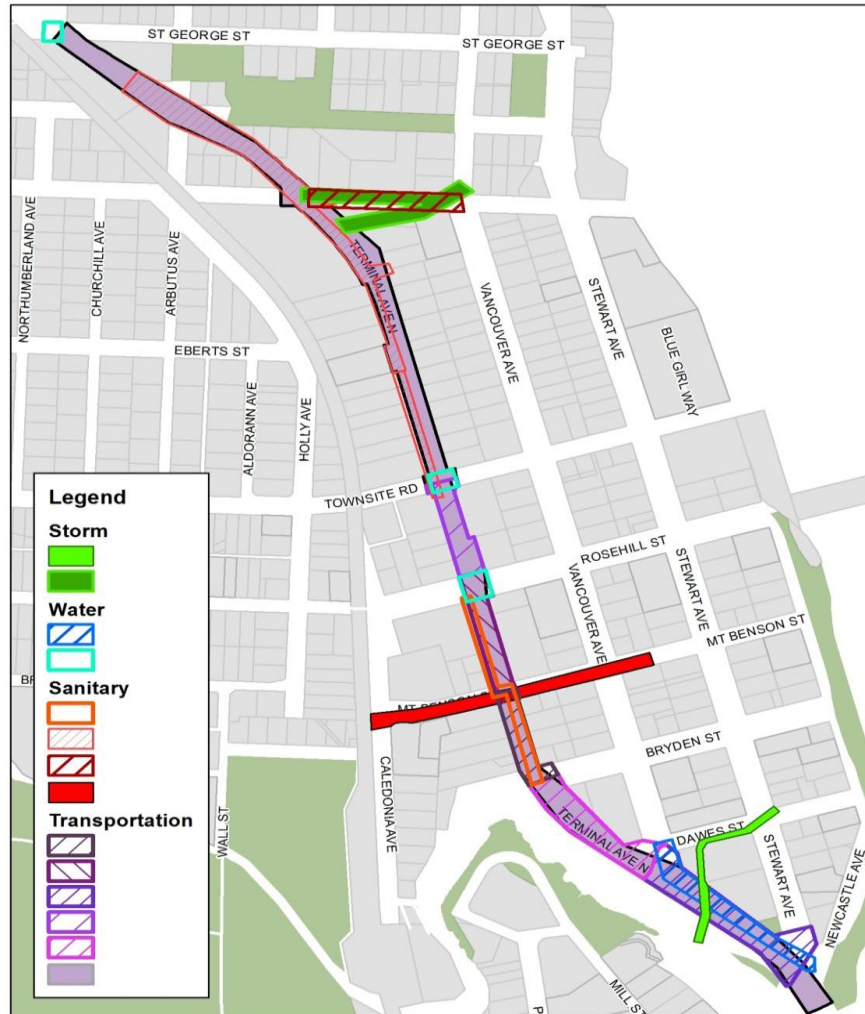 ST GEORGE ST
ST GEORGE ST
NORTHUMBERLAND AVE
CHURCHILL AVE
ARBUTUS AVE
TERMINAL AVE N
VANCOUVER AVE
STEWART AVE
BLUE GIRL WAY
EBERTS ST
ALDORANN AVE
HOLLY AVE
TOWNSITE RD
ROSEHILL ST
VANCOUVER AVE
STEWART AVE
MT BENSON ST
BRYDEN ST
CALEDONIA AVE
WALL ST
TERMINAL AVE N
DAWES ST
STEWART AVE
NEWCASTLE AVE
MILL ST
Legend
Storm
Water
Sanitary
Transportation